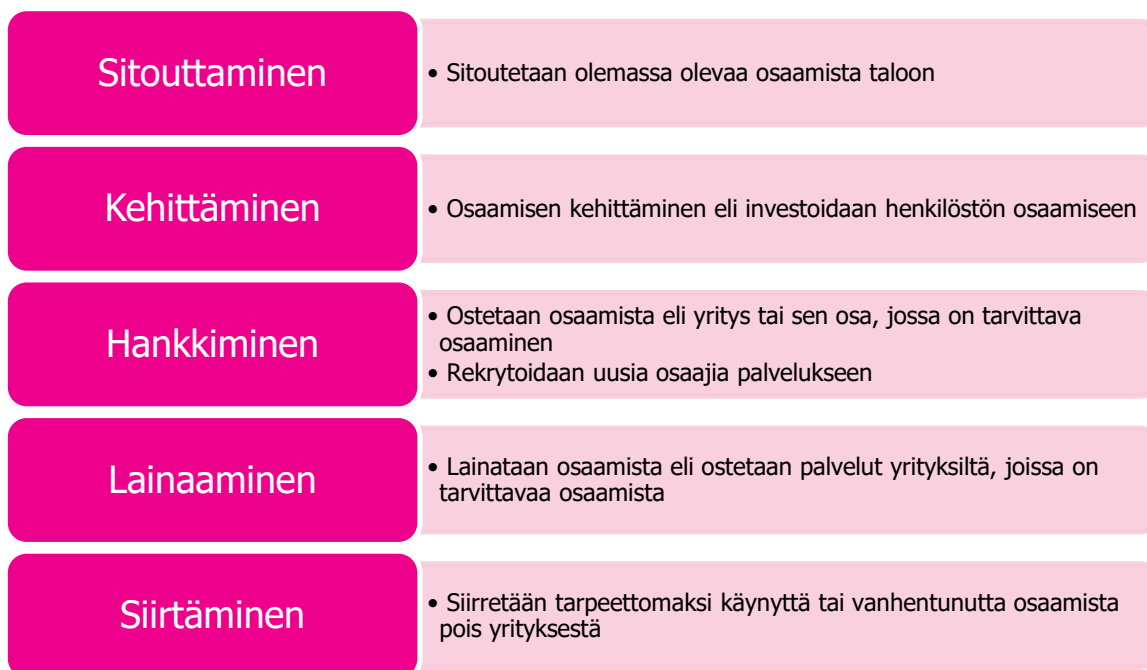 Sitouttaminen
• Sitoutetaan olemassa olevaa osaamista taloon
Kehittäminen
• Osaamisen kehittäminen eli investoidaan henkilöstön osaamiseen
Hankkiminen
• Ostetaan osaamista eli yritys tai sen osa, jossa on tarvittava
osaaminen
• Rekrytoidaan uusia osaajia palvelukseen
Lainaaminen
• Lainataan osaamista eli ostetaan palvelut yrityksiltä, joissa on
tarvittavaa osaamista
Siirtäminen
• Siirretään tarpeettomaksi käynyttä tai vanhentunutta osaamista
pois yrityksestä